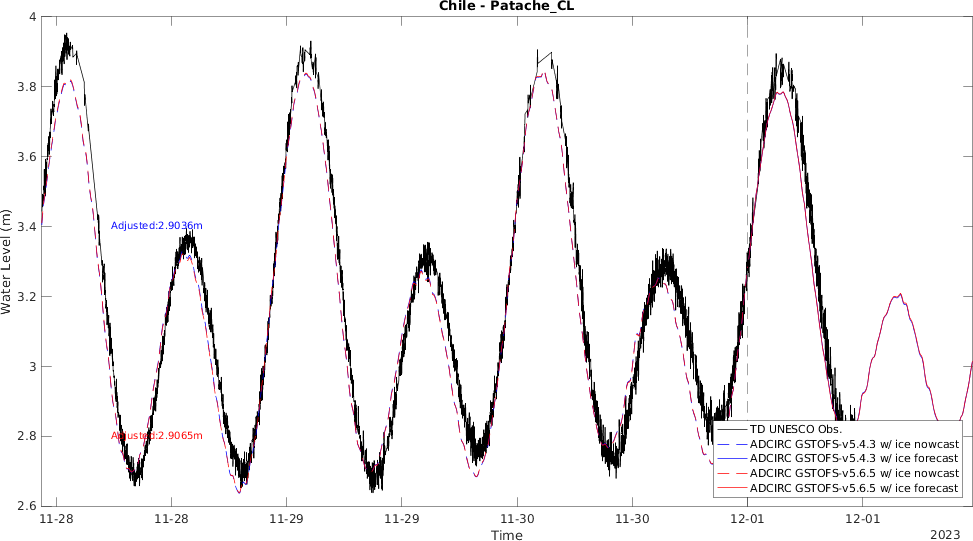 Chile - Patache_CL
4
3.8
3.6
3.4
3.2
3
2.8
2.6
Water Level (m)
Adjusted:2.9036m
Adjusted:2.9065m
TD UNESCO Obs.
ADCIRC GSTOFS-v5.4.3 w/ ice nowcast
ADCIRC GSTOFS-v5.4.3 w/ ice forecast
ADCIRC GSTOFS-v5.6.5 w/ ice nowcast
ADCIRC GSTOFS-v5.6.5 w/ ice forecast
11-28 11-28 11-29 11-29 11-30 11-30 12-01 12-01
Time
2023